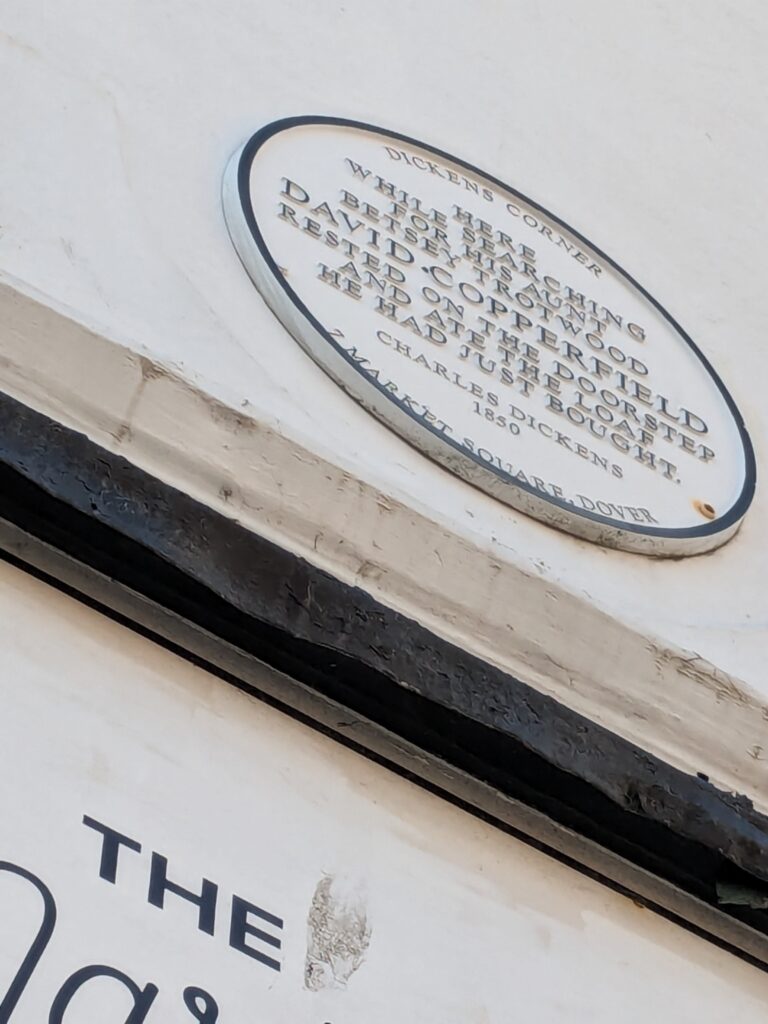 DICKENS CORNER
WHILE HERE
FOR SEARCHING
BETSEY HIS AUNT
TROTWOOD
DAVID COPPERFIELD
RESTED ON THE DOORSTEP
AND ATE THE LOAF
HE HAD JUST BOUGHT.
CHARLES DICKENS
1850
2 MARKET SQUARE, DOVER
THE